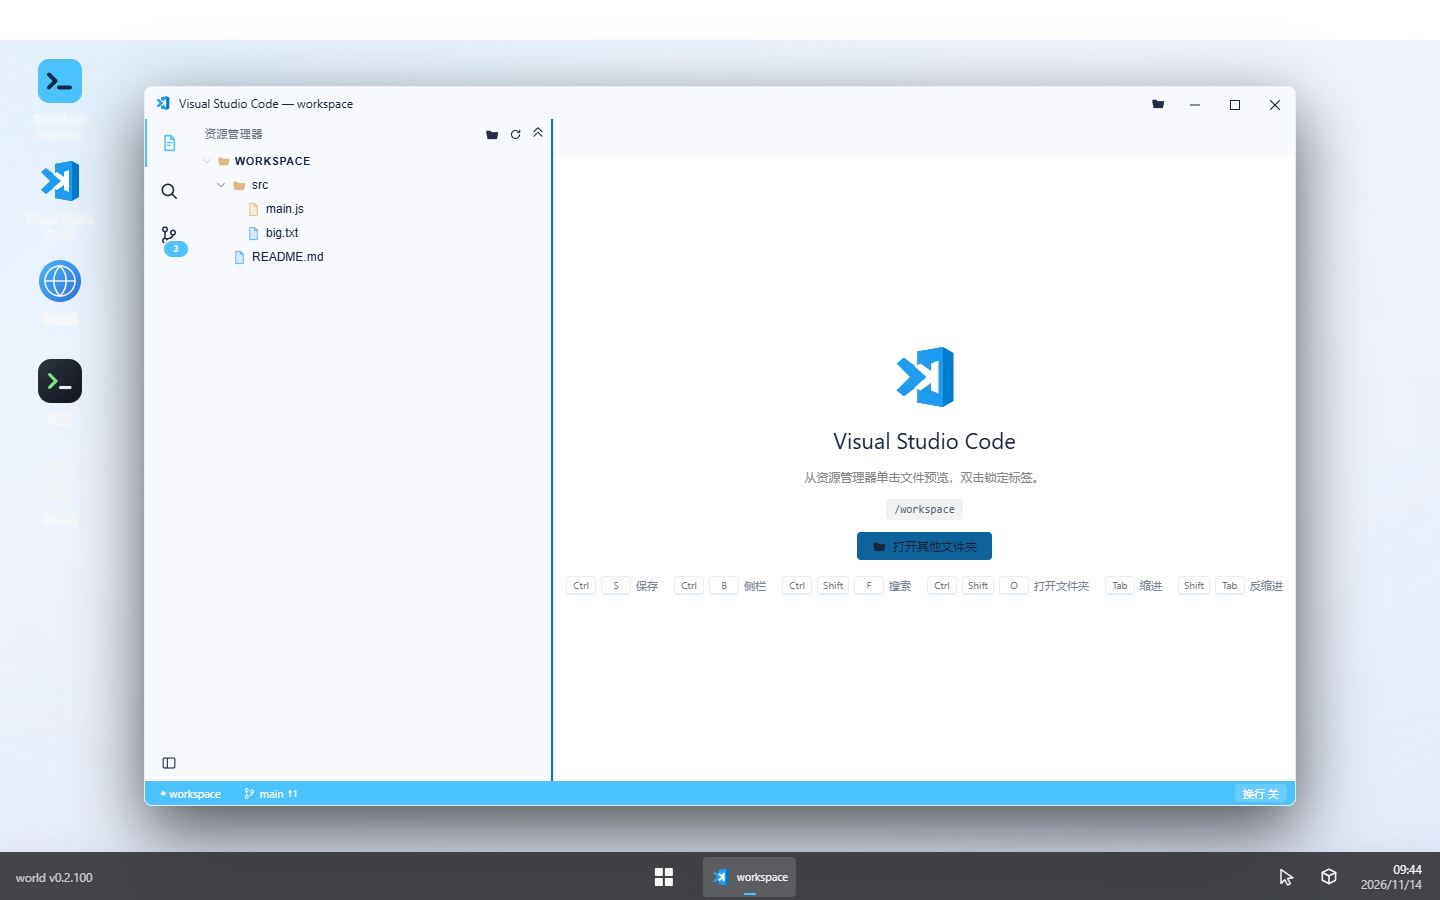 Visual Studio Code — workspace
资源管理器
WORKSPACE
src
main.js
big.txt
README.md
3
Visual Studio Code
从资源管理器单击文件预览，双击锁定标签。
/workspace
打开其他文件夹
Ctrl S 保存 Ctrl B 侧栏 Ctrl Shift F 搜索 Ctrl Shift O 打开文件夹 Tab 缩进 Shift Tab 反缩进
workspace main ↑1 换行 关
world v0.2.100
workspace
09:44
2026/11/14